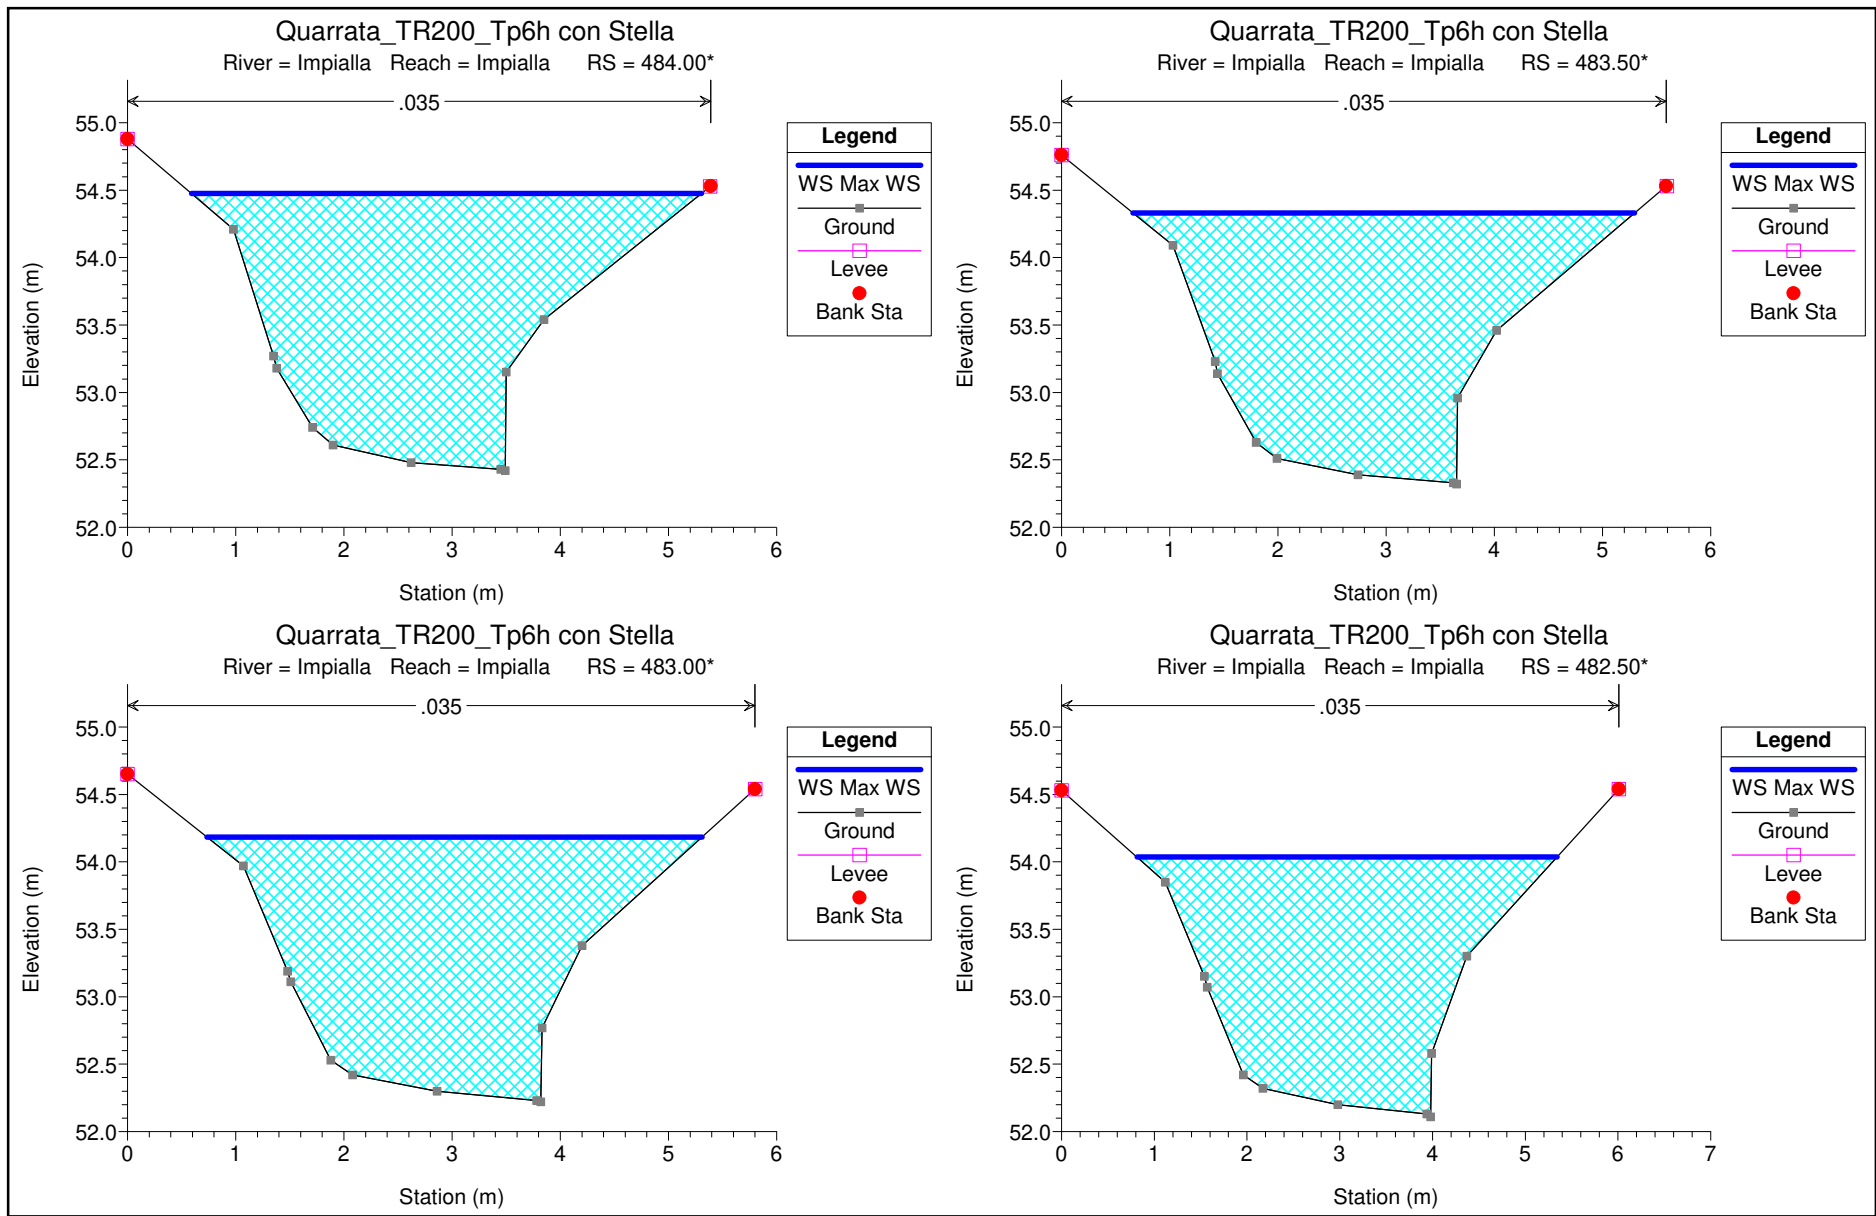 Quarrata_TR200_Tp6h con Stella
River = Impialla   Reach = Impialla      RS = 484.00*
.035
55.0
54.5
54.0
53.5
53.0
52.5
52.0
0 1 2 3 4 5 6
Station (m)
Elevation (m)
Legend
WS Max WS
Ground
Levee
Bank Sta
Quarrata_TR200_Tp6h con Stella
River = Impialla   Reach = Impialla      RS = 483.50*
.035
55.0
54.5
54.0
53.5
53.0
52.5
52.0
0 1 2 3 4 5 6
Station (m)
Elevation (m)
Legend
WS Max WS
Ground
Levee
Bank Sta
Quarrata_TR200_Tp6h con Stella
River = Impialla   Reach = Impialla      RS = 483.00*
.035
55.0
54.5
54.0
53.5
53.0
52.5
52.0
0 1 2 3 4 5 6
Station (m)
Elevation (m)
Legend
WS Max WS
Ground
Levee
Bank Sta
Quarrata_TR200_Tp6h con Stella
River = Impialla   Reach = Impialla      RS = 482.50*
.035
55.0
54.5
54.0
53.5
53.0
52.5
52.0
0 1 2 3 4 5 6 7
Station (m)
Elevation (m)
Legend
WS Max WS
Ground
Levee
Bank Sta